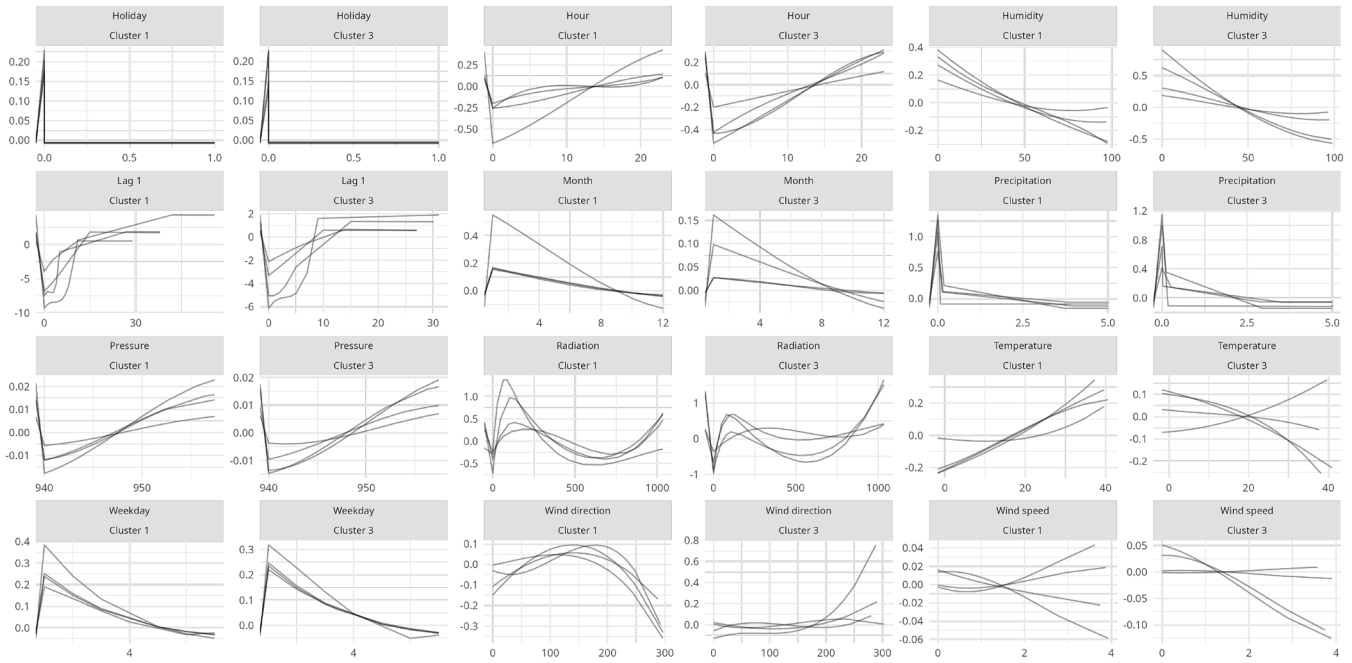 Holiday
Cluster 1
0.20
0.15
0.10
0.05
0.00
0.0 0.5 1.0
Holiday
Cluster 3
0.20
0.15
0.10
0.05
0.00
0.0 0.5 1.0
Hour
Cluster 1
0.25
0.00
-0.25
-0.50
0 10 20
Hour
Cluster 3
0.2
0.0
-0.2
-0.4
0 10 20
Humidity
Cluster 1
0.4
0.2
0.0
-0.2
0 50 100
Humidity
Cluster 3
0.5
0.0
-0.5
0 50 100
Lag 1
Cluster 1
0
-5
-10
0 30
Lag 1
Cluster 3
2
0
-2
-4
-6
0 10 20 30
Month
Cluster 1
0.4
0.2
0.0
4 8 12
Month
Cluster 3
0.15
0.10
0.05
0.00
4 8 12
Precipitation
Cluster 1
1.0
0.5
0.0
0.0 2.5 5.0
Precipitation
Cluster 3
1.2
0.8
0.4
0.0
0.0 2.5 5.0
Pressure
Cluster 1
0.02
0.01
0.00
-0.01
940 950
Pressure
Cluster 3
0.02
0.01
0.00
-0.01
940 950
Radiation
Cluster 1
1.0
0.5
0.0
-0.5
0 500 1000
Radiation
Cluster 3
1
0
-1
0 500 1000
Temperature
Cluster 1
0.2
0.0
-0.2
0 20 40
Temperature
Cluster 3
0.1
0.0
-0.1
-0.2
0 20 40
Weekday
Cluster 1
0.4
0.3
0.2
0.1
0.0
4
Weekday
Cluster 3
0.3
0.2
0.1
0.0
4
Wind direction
Cluster 1
0.1
0.0
-0.1
-0.2
-0.3
0 100 200 300
Wind direction
Cluster 3
0.8
0.6
0.4
0.2
0.0
0 100 200 300
Wind speed
Cluster 1
0.04
0.02
0.00
-0.02
-0.04
-0.06
0 2 4
Wind speed
Cluster 3
0.05
0.00
-0.05
-0.10
0 2 4